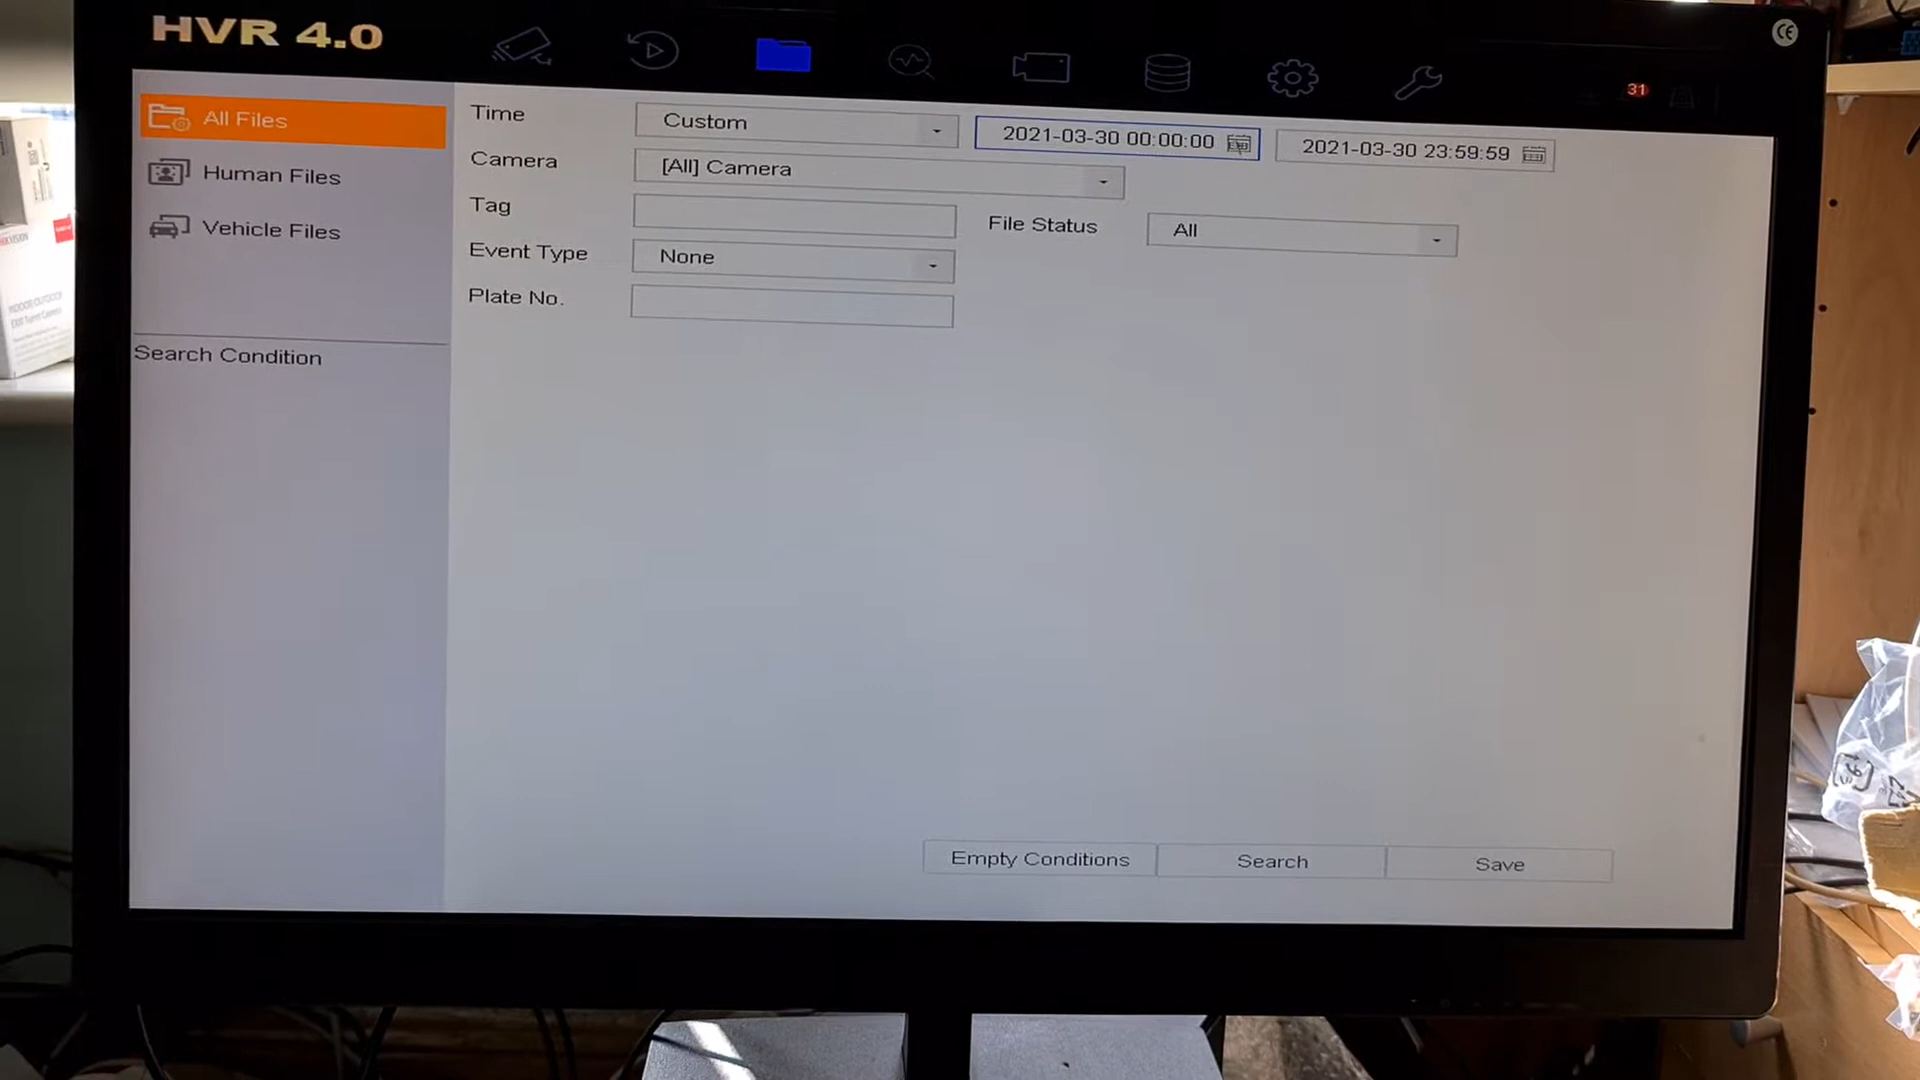 HVR 4.0
31
CE
All Files
Human Files
Vehicle Files
Search Condition
Time
Custom
2021-03-30 00:00:00
2021-03-30 23:59:59
Camera
[All] Camera
Tag
File Status
All
Event Type
None
Plate No.
Empty Conditions
Search
Save